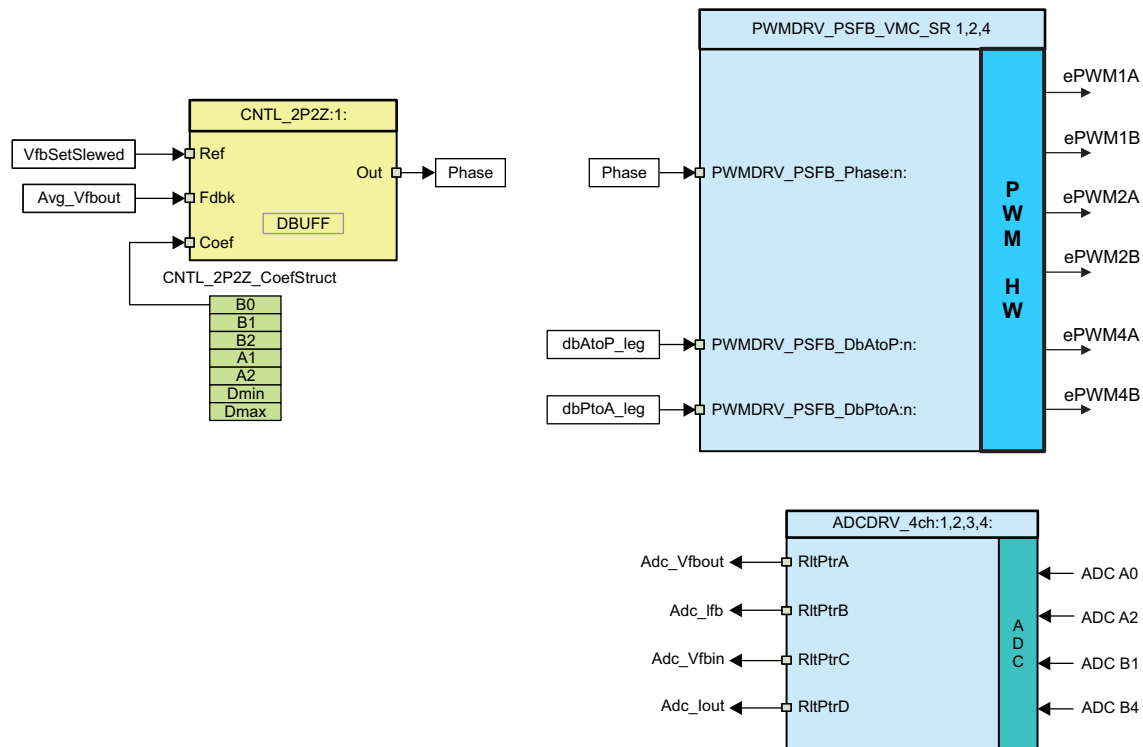 CNTL_2P2Z:1:
VfbSetSlewed
Ref
Out
Phase
Avg_Vfbout
Fdbk
DBUFF
Coef
CNTL_2P2Z_CoefStruct
B0
B1
B2
A1
A2
Dmin
Dmax
PWMDRV_PSFB_VMC_SR 1,2,4
Phase
PWMDRV_PSFB_Phase:n:
dbAtoP_leg
PWMDRV_PSFB_DbAtoP:n:
dbPtoA_leg
PWMDRV_PSFB_DbPtoA:n:
P
W
M
H
W
ePWM1A
ePWM1B
ePWM2A
ePWM2B
ePWM4A
ePWM4B
ADCDRV_4ch:1,2,3,4:
Adc_Vfbout
RltPtrA
ADC A0
Adc_Ifb
RltPtrB
ADC A2
Adc_Vfbin
RltPtrC
ADC B1
Adc_Iout
RltPtrD
ADC B4
A
D
C